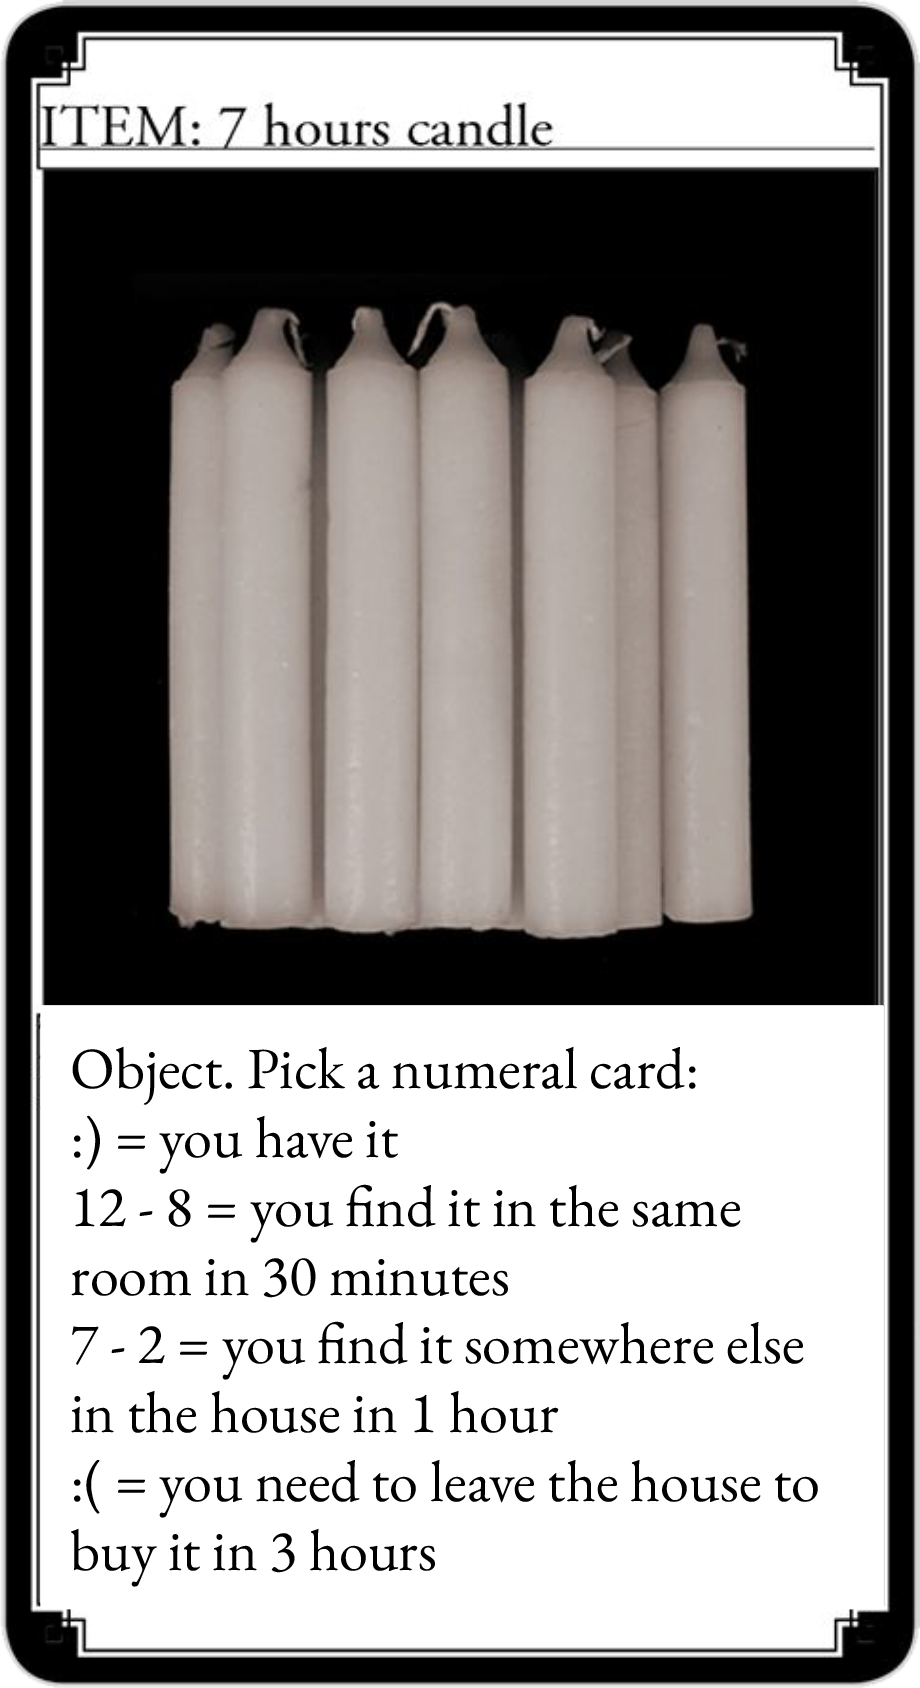 ITEM: 7 hours candle
Object. Pick a numeral card:
:) = you have it
12 - 8 = you find it in the same
room in 30 minutes
7 - 2 = you find it somewhere else
in the house in 1 hour
:( = you need to leave the house to
buy it in 3 hours